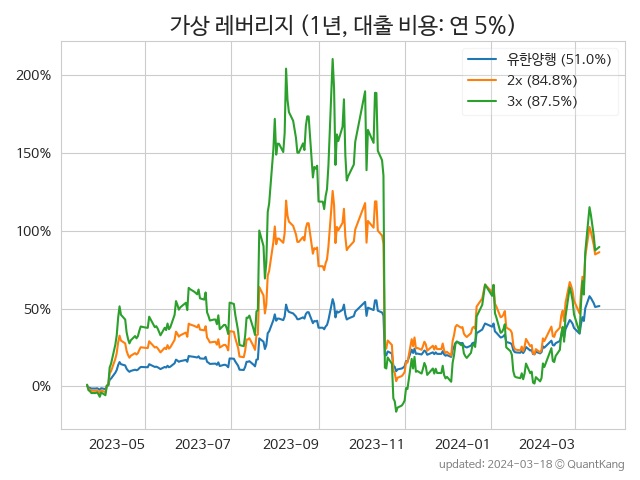 가상 레버리지 (1년, 대출 비용: 연 5%)
유한양행 (51.0%)
2x (84.8%)
3x (87.5%)
200%
150%
100%
50%
0%
2023-05 2023-07 2023-09 2023-11 2024-01 2024-03
updated: 2024-03-18 © QuantKang